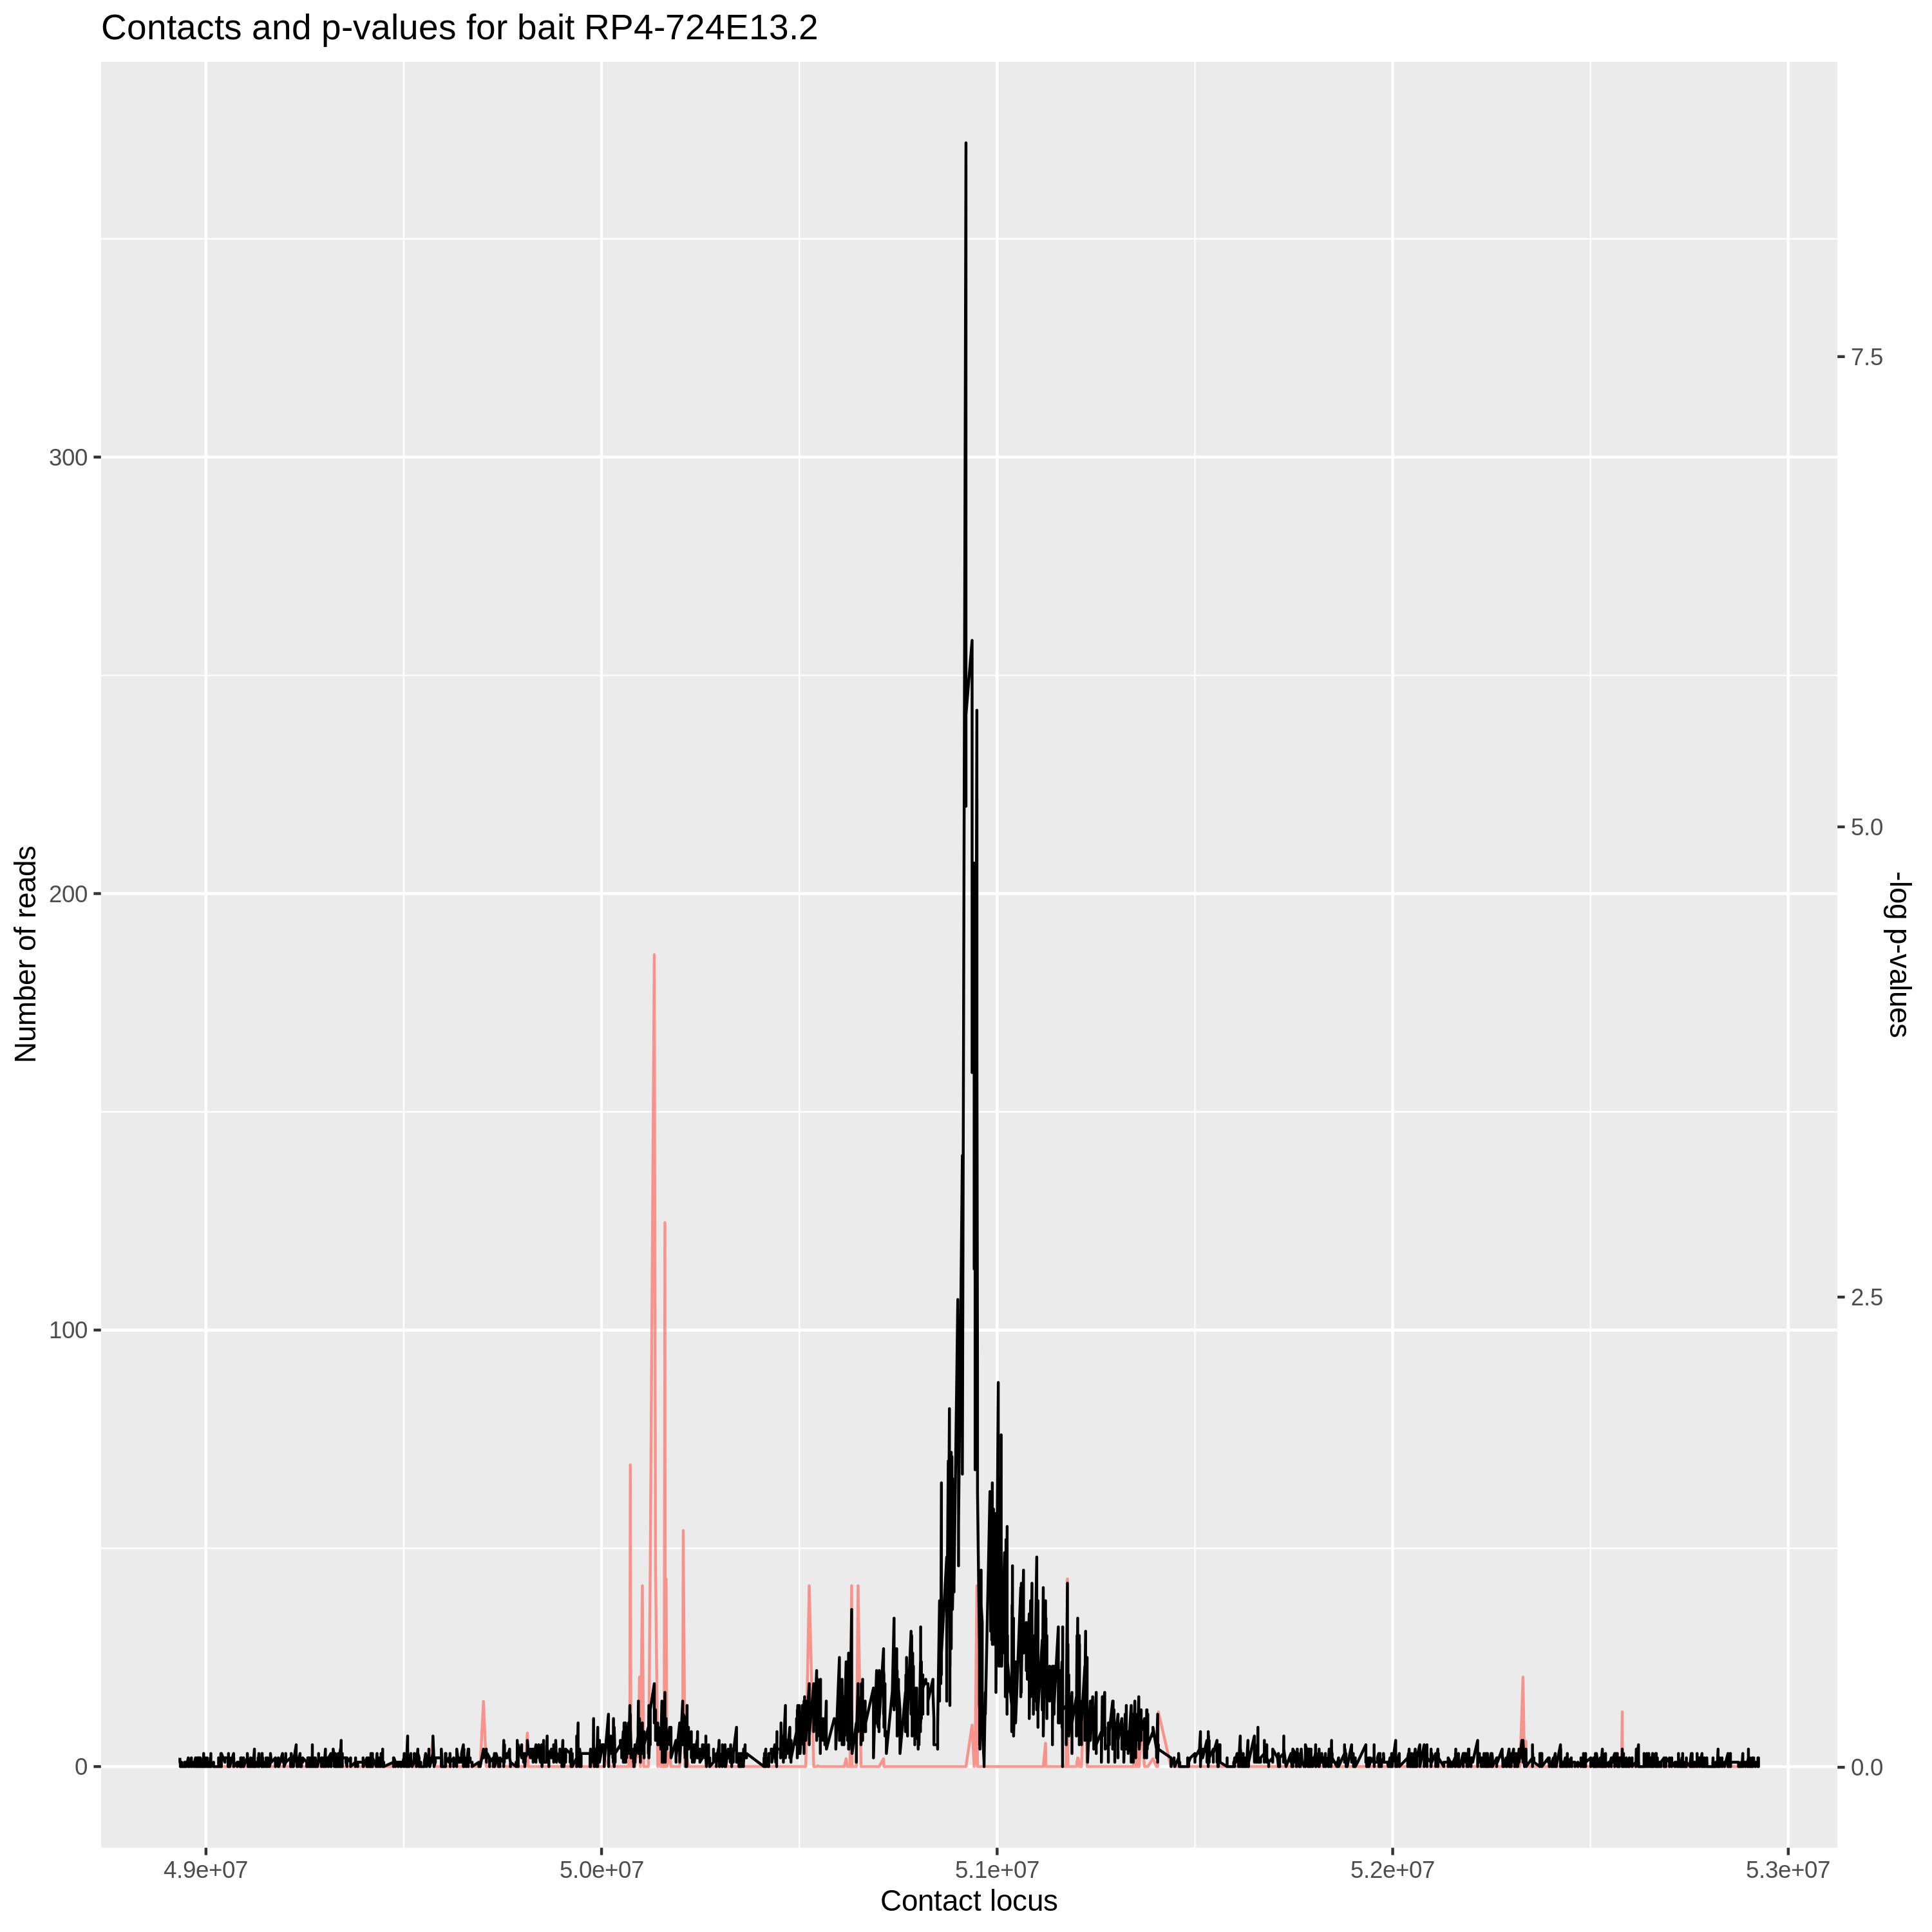 Contacts and p-values for bait RP4-724E13.2
300
200
100
0
Number of reads
7.5
5.0
2.5
0.0
-log p-values
4.9e+07
5.0e+07
5.1e+07
5.2e+07
5.3e+07
Contact locus